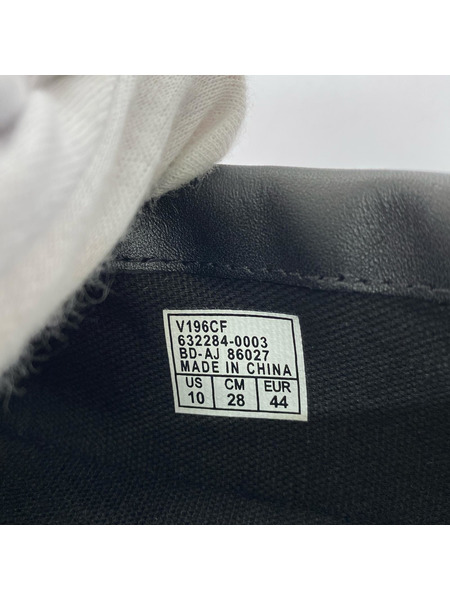 V196CF
632284-0003
BD-AJ 86027
MADE IN CHINA
US CM EUR
10 28 44